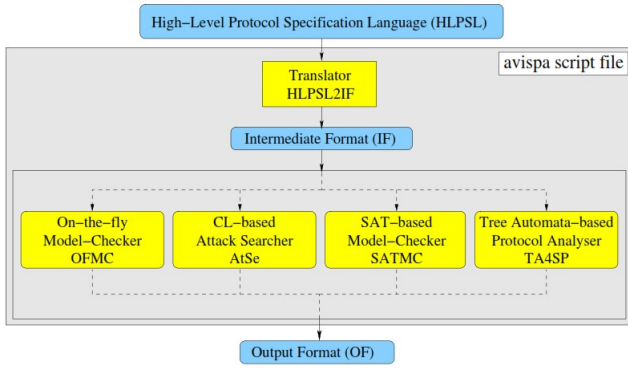 High−Level Protocol Specification Language (HLPSL)
avispa script file
Translator
HLPSL2IF
Intermediate Format (IF)
On−the−fly
Model−Checker
OFMC
CL−based
Attack Searcher
AtSe
SAT−based
Model−Checker
SATMC
Tree Automata−based
Protocol Analyser
TA4SP
Output Format (OF)